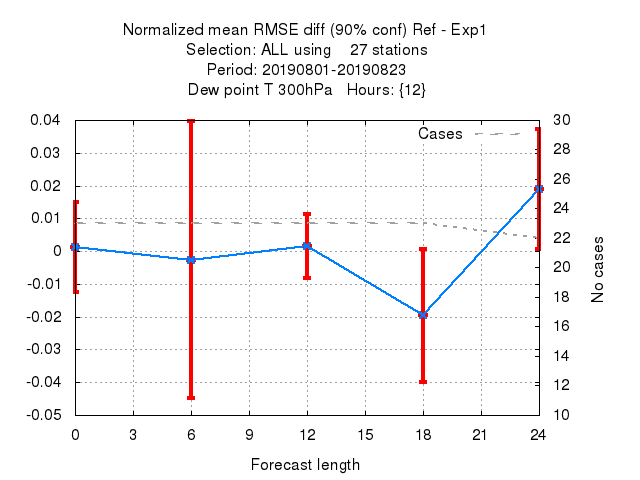 Normalized mean RMSE diff (90% conf) Ref - Exp1
Selection: ALL using    27 stations
Period: 20190801-20190823
Dew point T 300hPa   Hours: {12}
Cases
0.04
0.03
0.02
0.01
0
-0.01
-0.02
-0.03
-0.04
-0.05
30
28
26
24
22
20
18
16
14
12
10
No cases
0 3 6 9 12 15 18 21 24
Forecast length